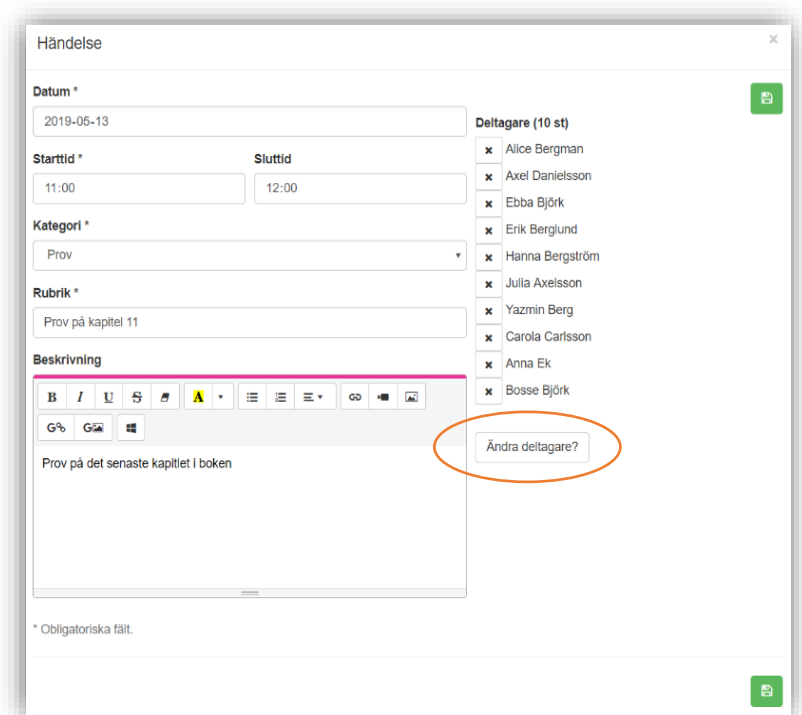 Händelse
×
Datum *
2019-05-13
Starttid *
Sluttid
11:00
12:00
Kategori *
Prov
Rubrik *
Prov på kapitel 11
Beskrivning
B I U S A
G G
Prov på det senaste kapitlet i boken
* Obligatoriska fält.
Deltagare (10 st)
× Alice Bergman
× Axel Danielsson
× Ebba Björk
× Erik Berglund
× Hanna Bergström
× Julia Axelsson
× Yazmin Berg
× Carola Carlsson
× Anna Ek
× Bosse Björk
Ändra deltagare?